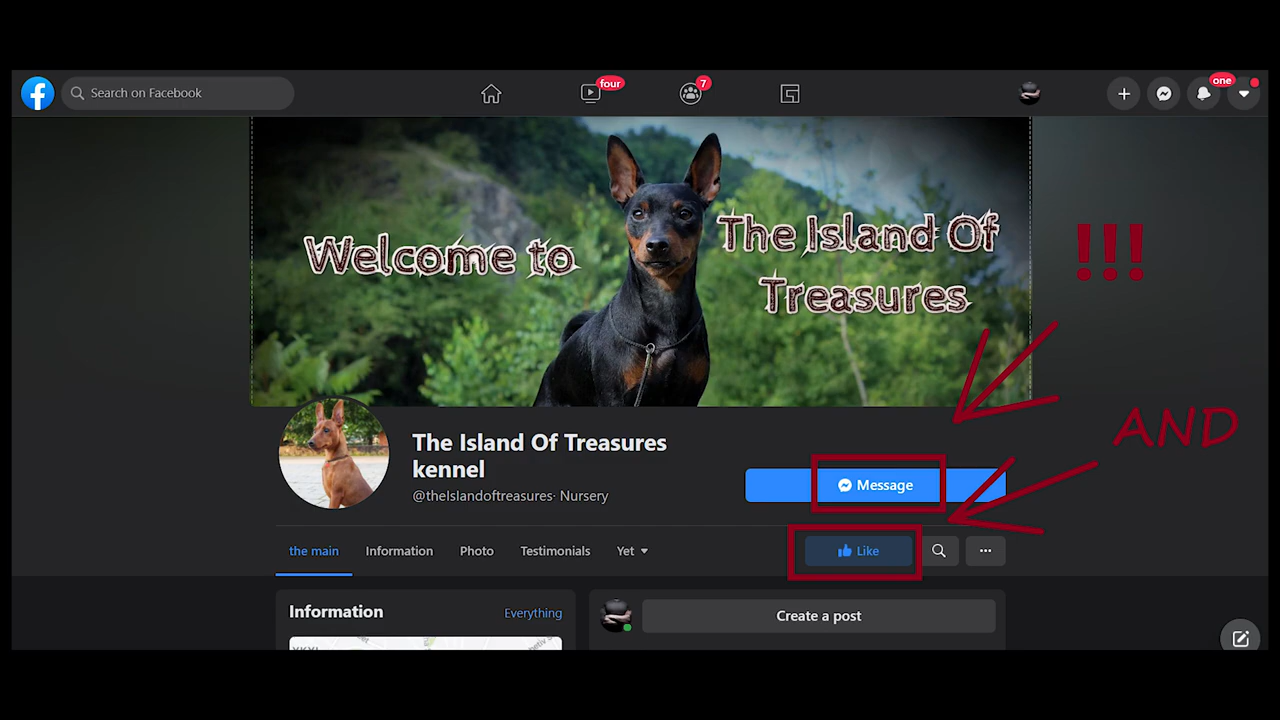 Search on Facebook
four
7
one
Welcome to
The Island Of
Treasures
!!!
AND
The Island Of Treasures
kennel
@theIslandoftreasures· Nursery
Message
the main
Information
Photo
Testimonials
Yet
Like
Information
Everything
Create a post